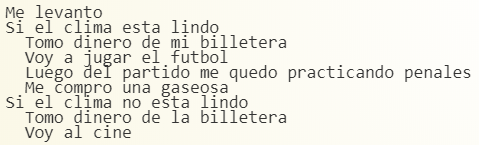 Me levanto
Si el clima esta lindo
Tomo dinero de mi billetera
Voy a jugar el futbol
Luego del partido me quedo practicando penales
Me compro una gaseosa
Si el clima no esta lindo
Tomo dinero de la billetera
Voy al cine